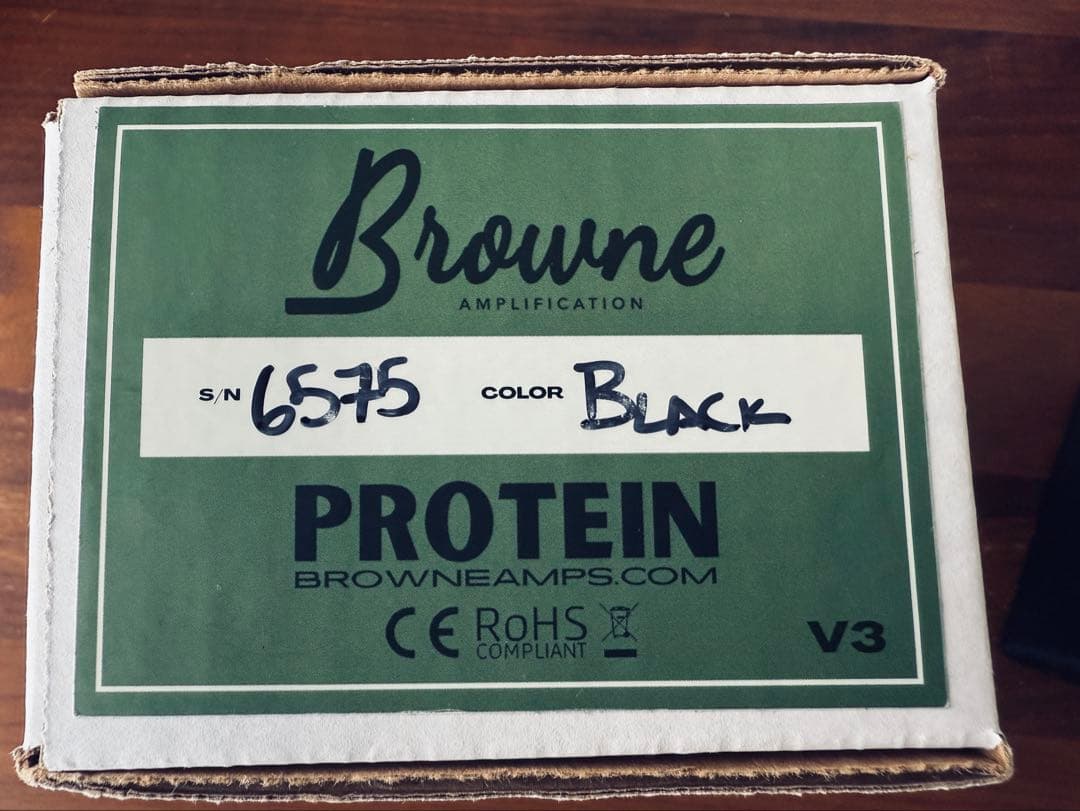 Browne
AMPLIFICATION
S/N 6575 COLOR BLACK
PROTEIN
BROWNEAMPS.COM
CE RoHS
COMPLIANT
V3